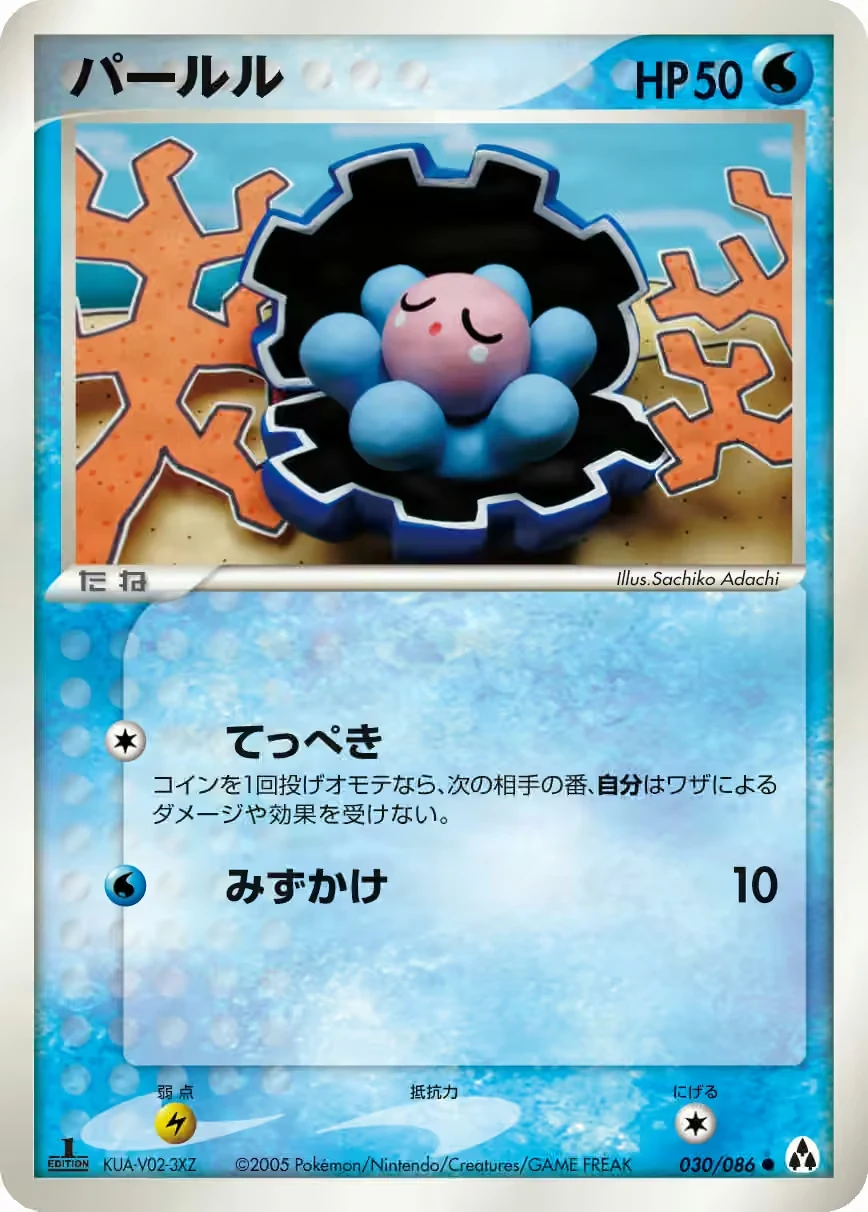 パールル HP50
たね Illus.Sachiko Adachi
てっぺき
コインを1回投げオモテなら、次の相手の番、自分はワザによる
ダメージや効果を受けない。
みずかけ 10
弱点 抵抗力 にげる
1 EDITION KUA-V02-3XZ ©2005 Pokémon/Nintendo/Creatures/GAME FREAK 030/086